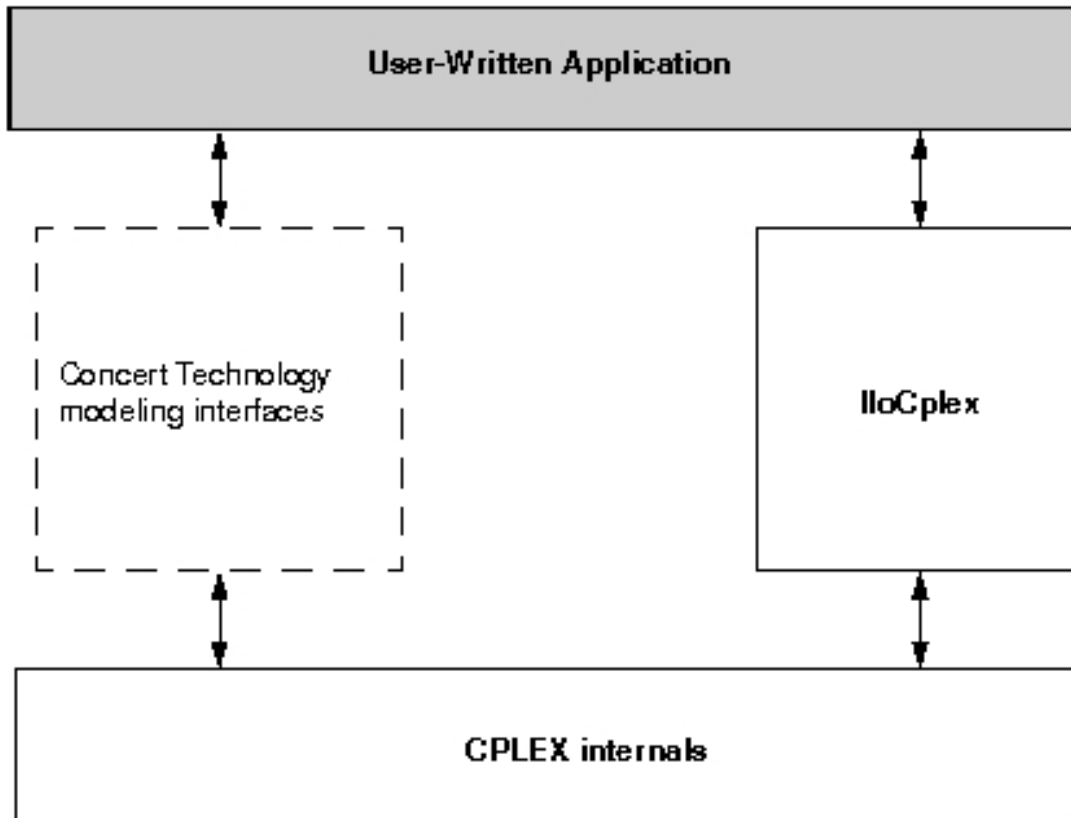 User-Written Application
Concert Technology
modeling interfaces
IloCplex
CPLEX internals